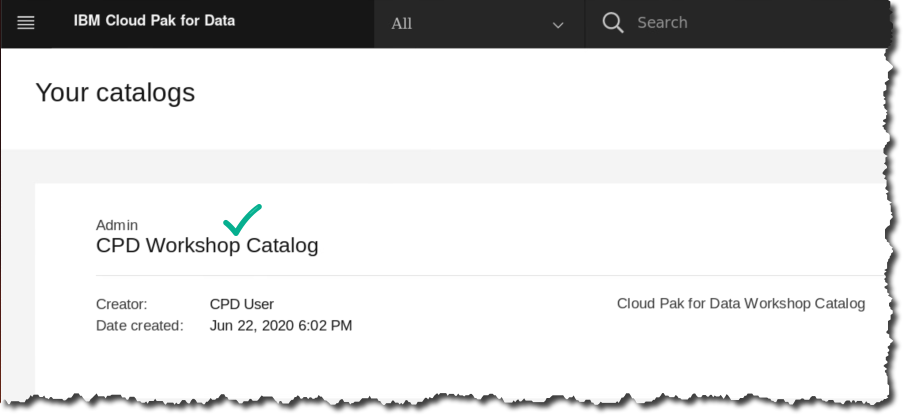 IBM Cloud Pak for Data
All
Search
Your catalogs
Admin
CPD Workshop Catalog
Creator: CPD User Cloud Pak for Data Workshop Catalog
Date created: Jun 22, 2020 6:02 PM